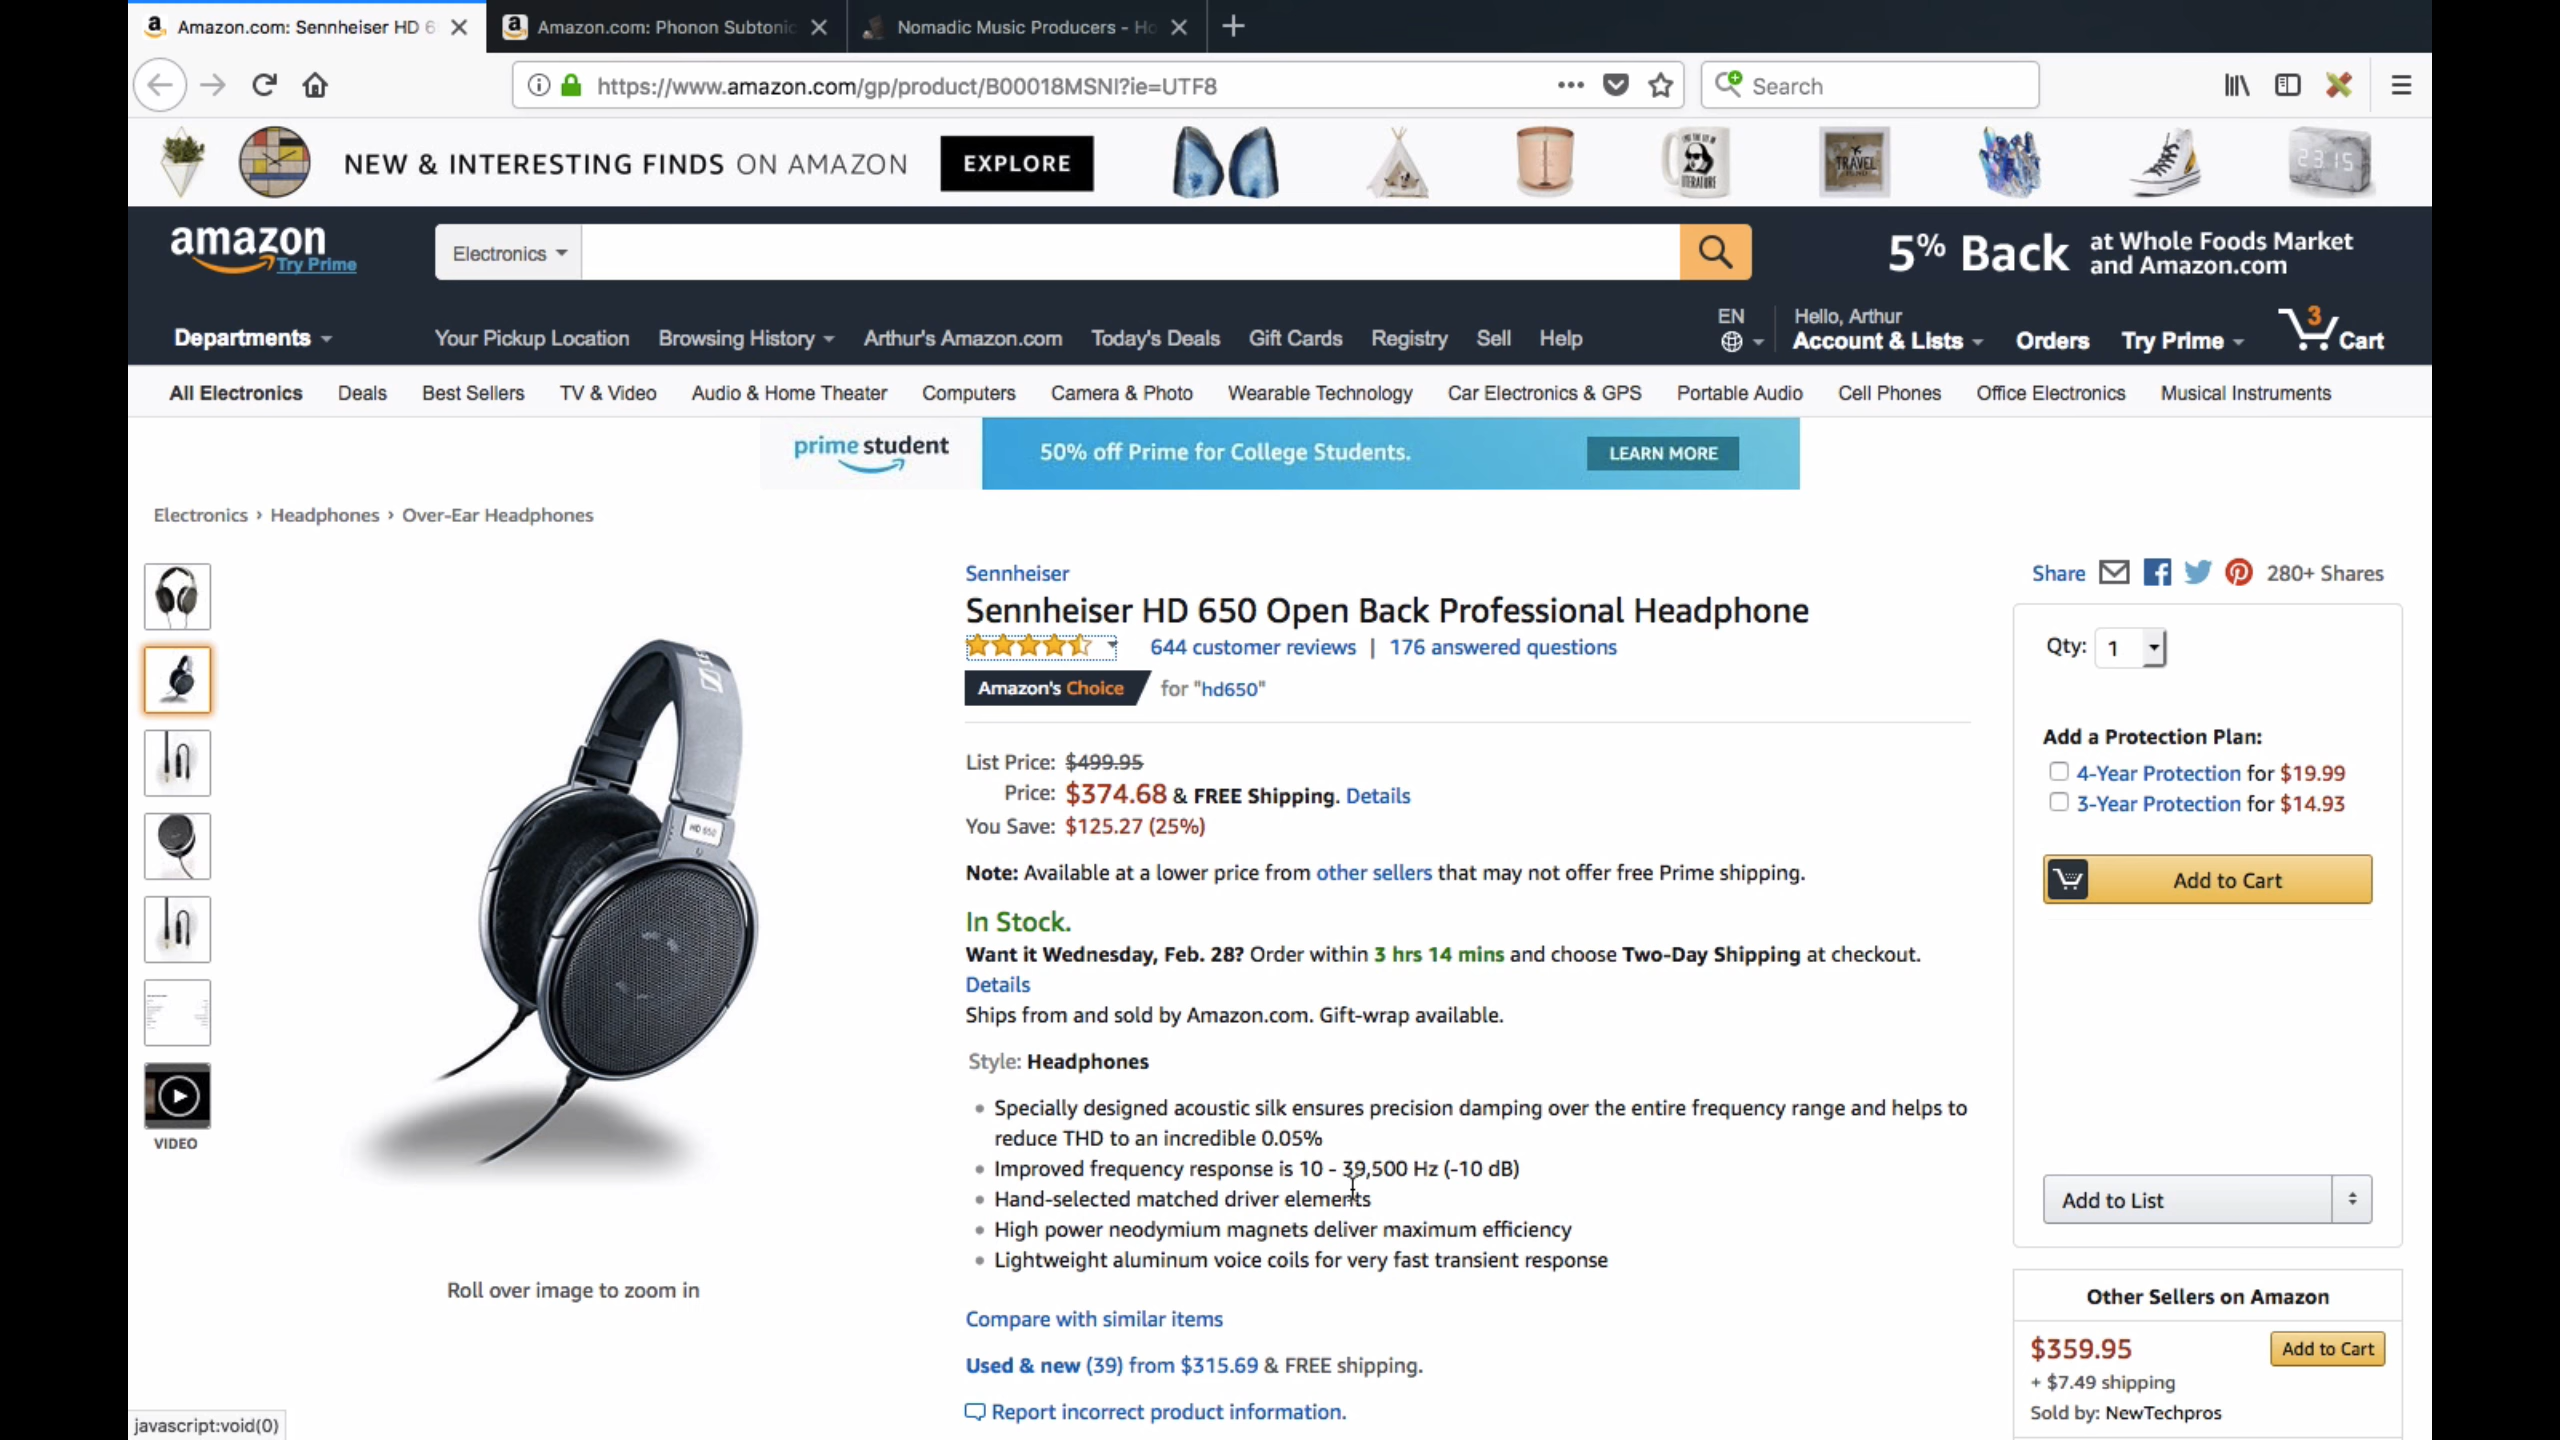 Amazon.com: Sennheiser HD 6
Amazon.com: Phonon Subtonic
Nomadic Music Producers - Ho
https://www.amazon.com/gp/product/B00018MSNI?ie=UTF8
Search
NEW & INTERESTING FINDS ON AMAZON
EXPLORE
TRAVEL
23:15
amazon
Try Prime
Electronics
5% Back
at Whole Foods Market
and Amazon.com
Departments
Your Pickup Location
Browsing History
Arthur's Amazon.com
Today's Deals
Gift Cards
Registry
Sell
Help
EN
Hello, Arthur
Account & Lists
Orders
Try Prime
3
Cart
All Electronics
Deals
Best Sellers
TV & Video
Audio & Home Theater
Computers
Camera & Photo
Wearable Technology
Car Electronics & GPS
Portable Audio
Cell Phones
Office Electronics
Musical Instruments
prime student
50% off Prime for College Students.
LEARN MORE
Electronics › Headphones › Over-Ear Headphones
VIDEO
HD 650
Roll over image to zoom in
Sennheiser
Sennheiser HD 650 Open Back Professional Headphone
644 customer reviews | 176 answered questions
Amazon's Choice for "hd650"
List Price: $499.95
Price: $374.68 & FREE Shipping. Details
You Save: $125.27 (25%)
Note: Available at a lower price from other sellers that may not offer free Prime shipping.
In Stock.
Want it Wednesday, Feb. 28? Order within 3 hrs 14 mins and choose Two-Day Shipping at checkout.
Details
Ships from and sold by Amazon.com. Gift-wrap available.
Style: Headphones
Specially designed acoustic silk ensures precision damping over the entire frequency range and helps to
reduce THD to an incredible 0.05%
Improved frequency response is 10 - 39,500 Hz (-10 dB)
Hand-selected matched driver elements
High power neodymium magnets deliver maximum efficiency
Lightweight aluminum voice coils for very fast transient response
Compare with similar items
Used & new (39) from $315.69 & FREE shipping.
Report incorrect product information.
Share
280+ Shares
Qty: 1
Add a Protection Plan:
4-Year Protection for $19.99
3-Year Protection for $14.93
Add to Cart
Add to List
Other Sellers on Amazon
$359.95
Add to Cart
+ $7.49 shipping
Sold by: NewTechpros
javascript:void(0)